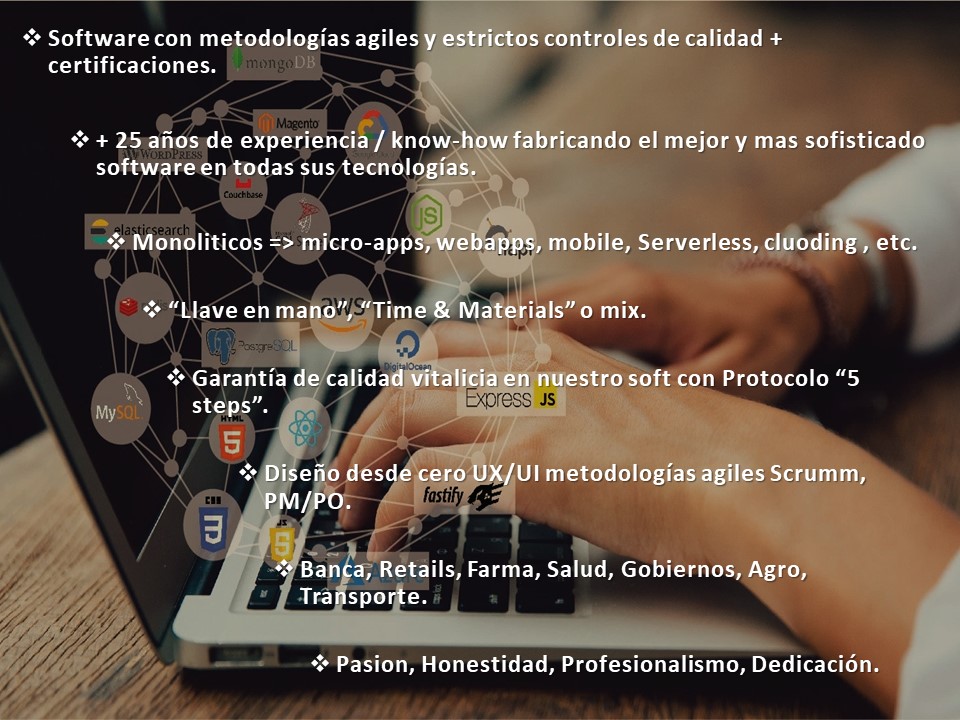 ❖ Software con metodologías agiles y estrictos controles de calidad +
certificaciones.
mongoDB
Magento
❖ + 25 años de experiencia / know-how fabricando el mejor y mas sofisticado
WORDPRESS
software en todas sus tecnologías.
Couchbase
elasticsearch
JS
hapi
❖ Monoliticos => micro-apps, webapps, mobile, Serverless, cluoding , etc.
❖ “Llave en mano”, “Time & Materials” o mix.
aws
PostgreSQL
DigitalOcean
❖ Garantía de calidad vitalicia en nuestro soft con Protocolo “5
steps”.
MySQL
Express JS
HTML
5
❖ Diseño desde cero UX/UI metodologías agiles Scrumm,
PM/PO.
fastify
CSS
3
JS
5
❖ Banca, Retails, Farma, Salud, Gobiernos, Agro,
Transporte.
Azure
❖ Pasion, Honestidad, Profesionalismo, Dedicación.